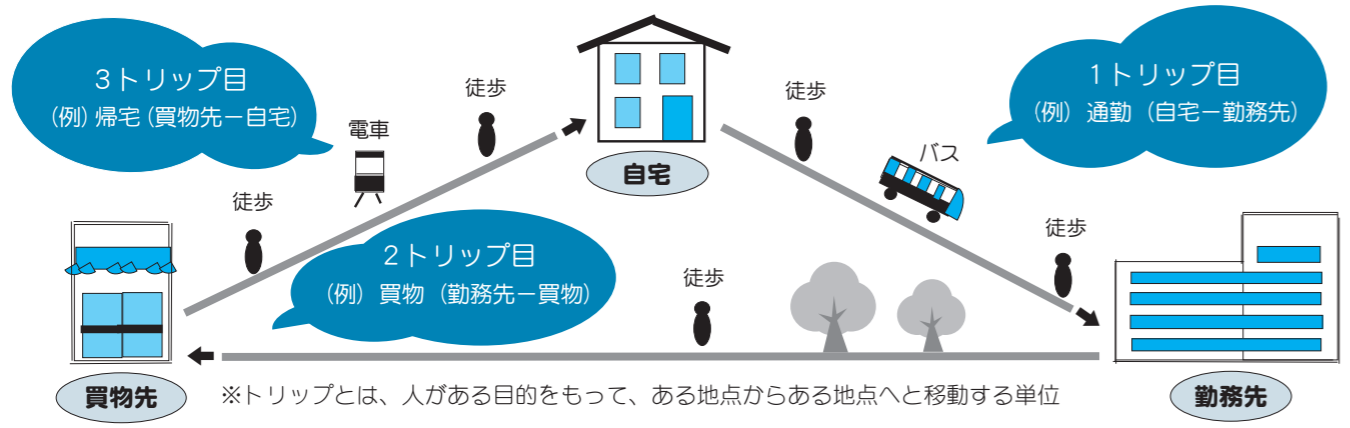 3トリップ目
(例) 帰宅 (買物先ー自宅)
徒歩
電車
徒歩
自宅
徒歩
バス
徒歩
1トリップ目
(例) 通勤 (自宅ー勤務先)
2トリップ目
(例) 買物 (勤務先ー買物)
徒歩
買物先
※トリップとは、人がある目的をもって、ある地点からある地点へと移動する単位
勤務先